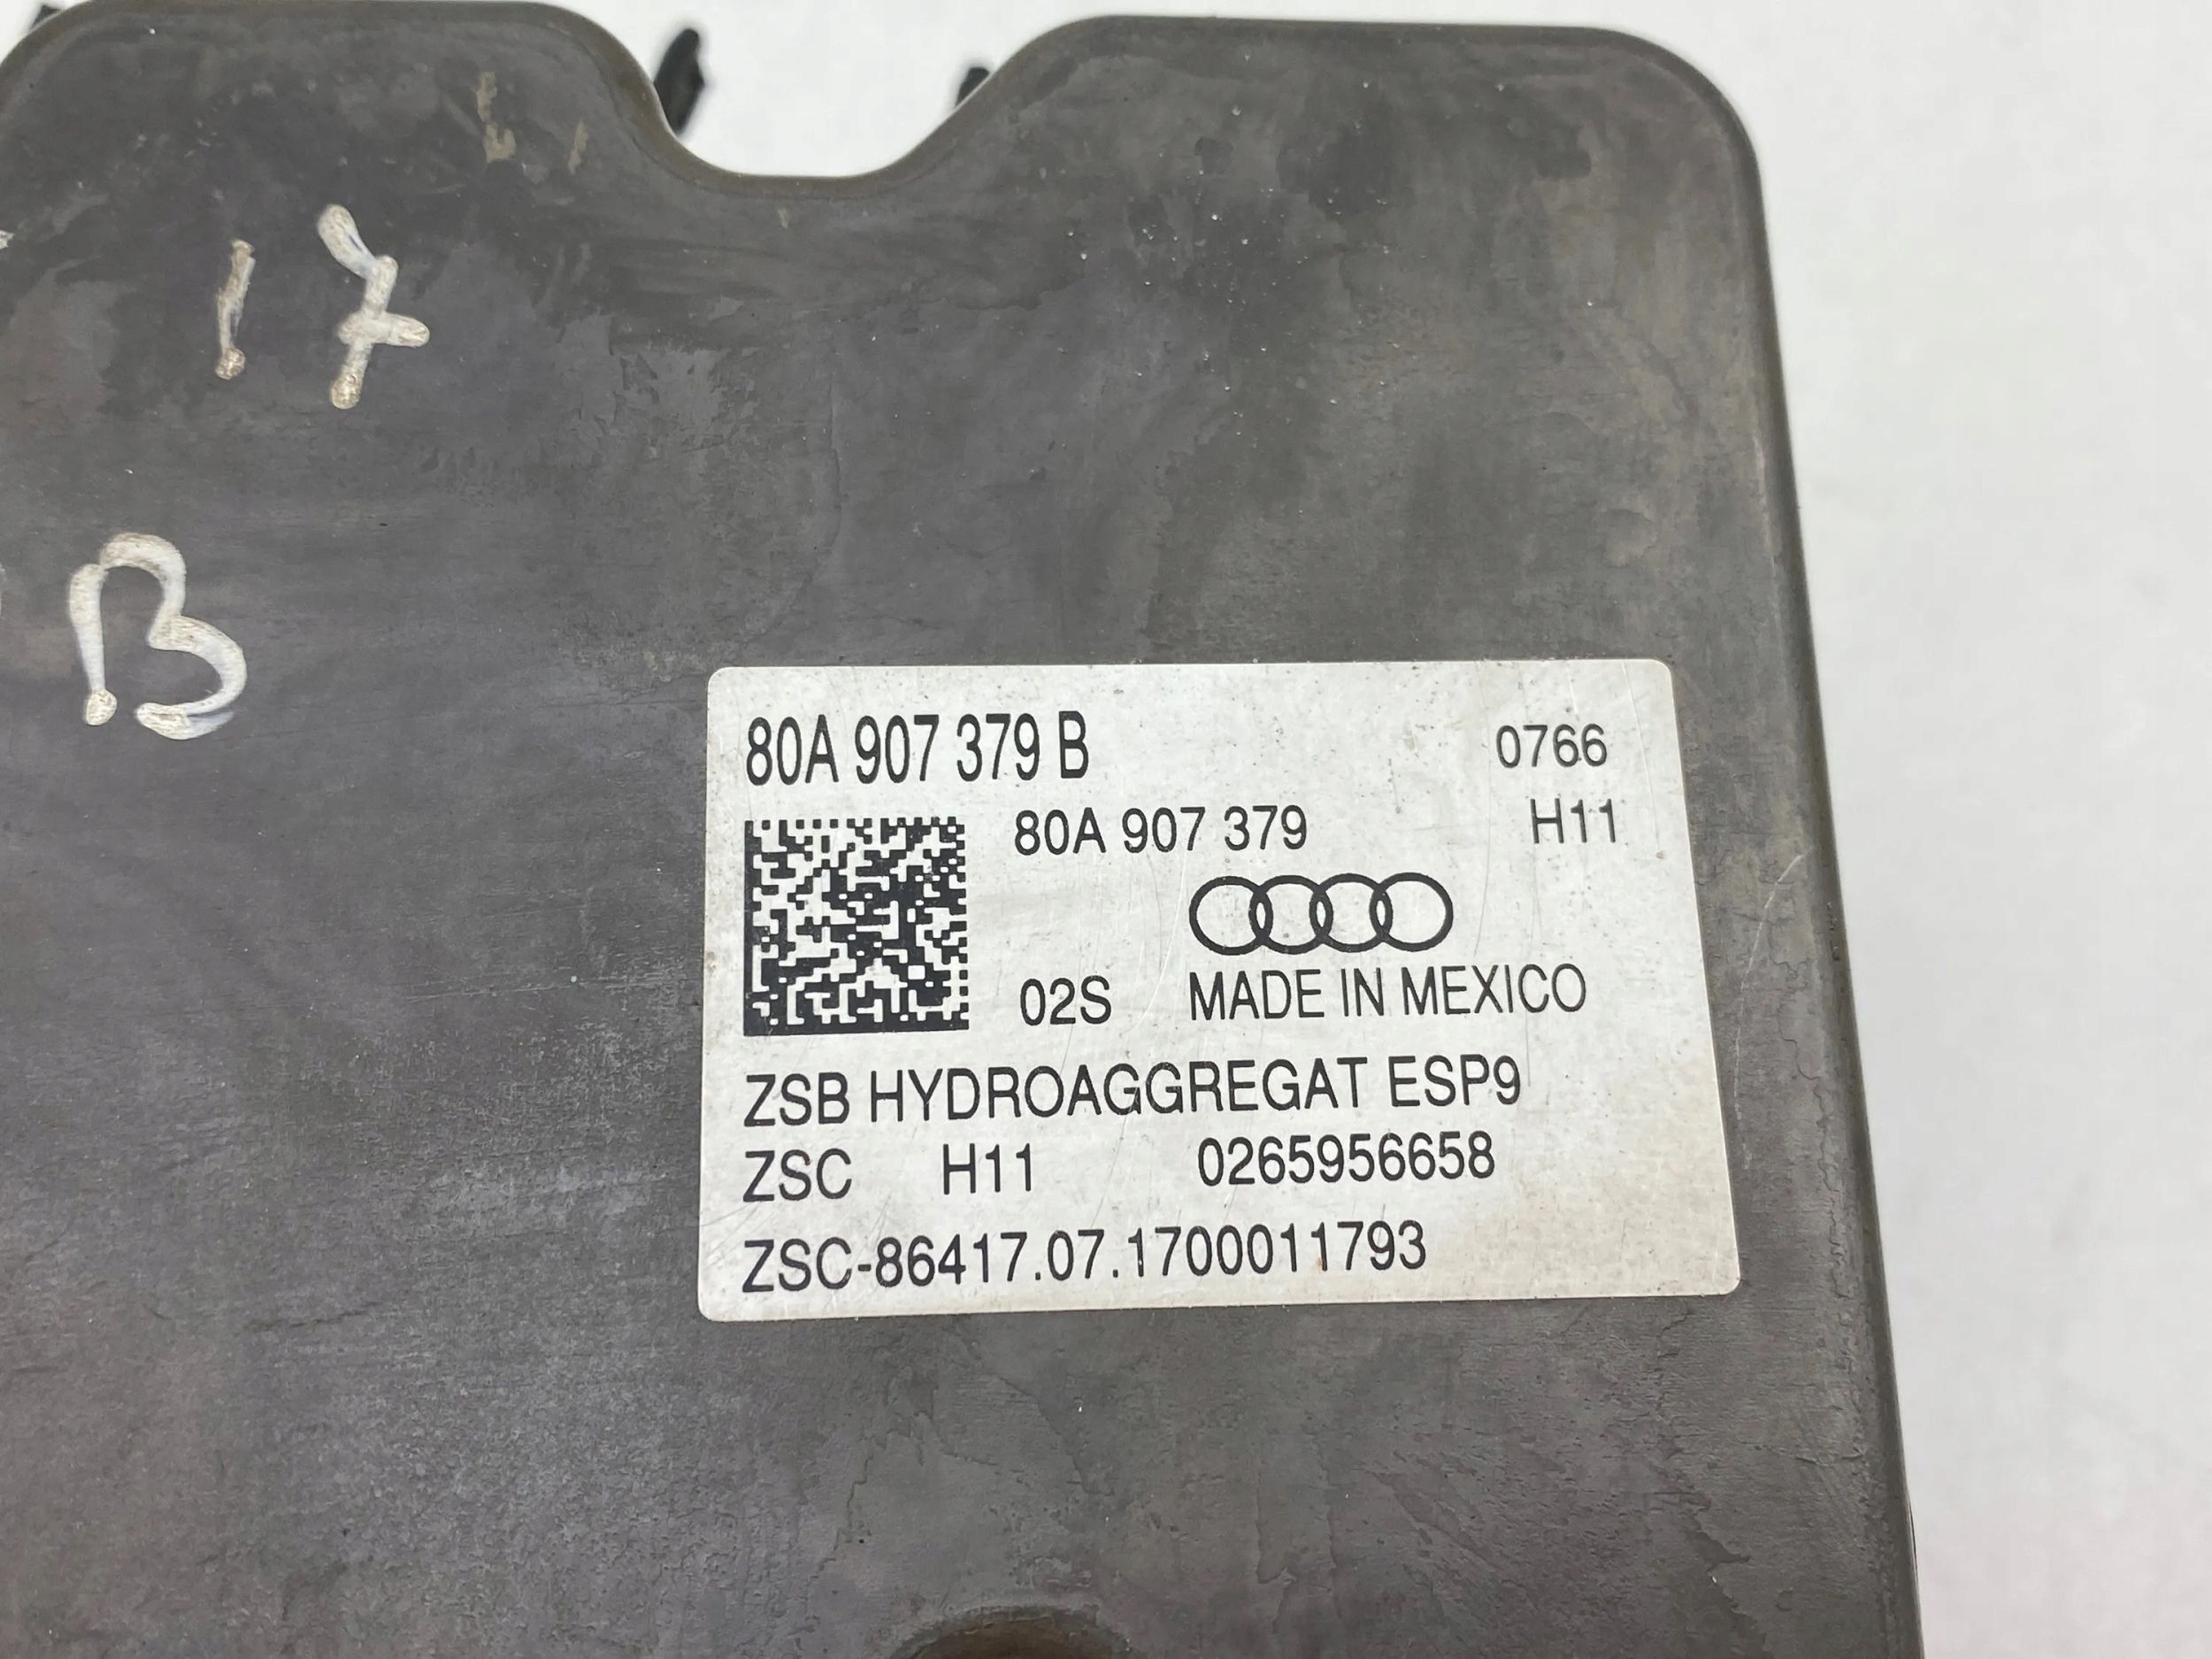 17
B
80A 907 379 B 0766
80A 907 379 H11
02S MADE IN MEXICO
ZSB HYDROAGGREGAT ESP9
ZSC H11 0265956658
ZSC-86417.07.1700011793